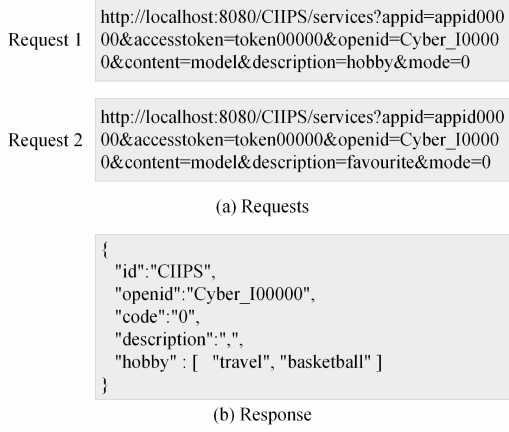 http://localhost:8080/CIIPS/services?appid=appid000
Request 1 00&accesstoken=token00000&openid=Cyber_I0000
0&content=model&description=hobby&mode=0
http://localhost:8080/CIIPS/services?appid=appid000
Request 2 00&accesstoken=token00000&openid=Cyber_I0000
0&content=model&description=favourite&mode=0
(a) Requests
{
"id":"CIIPS",
"openid":"Cyber_I00000",
"code":"0",
"description":",",
"hobby" : [ "travel", "basketball" ]
}
(b) Response